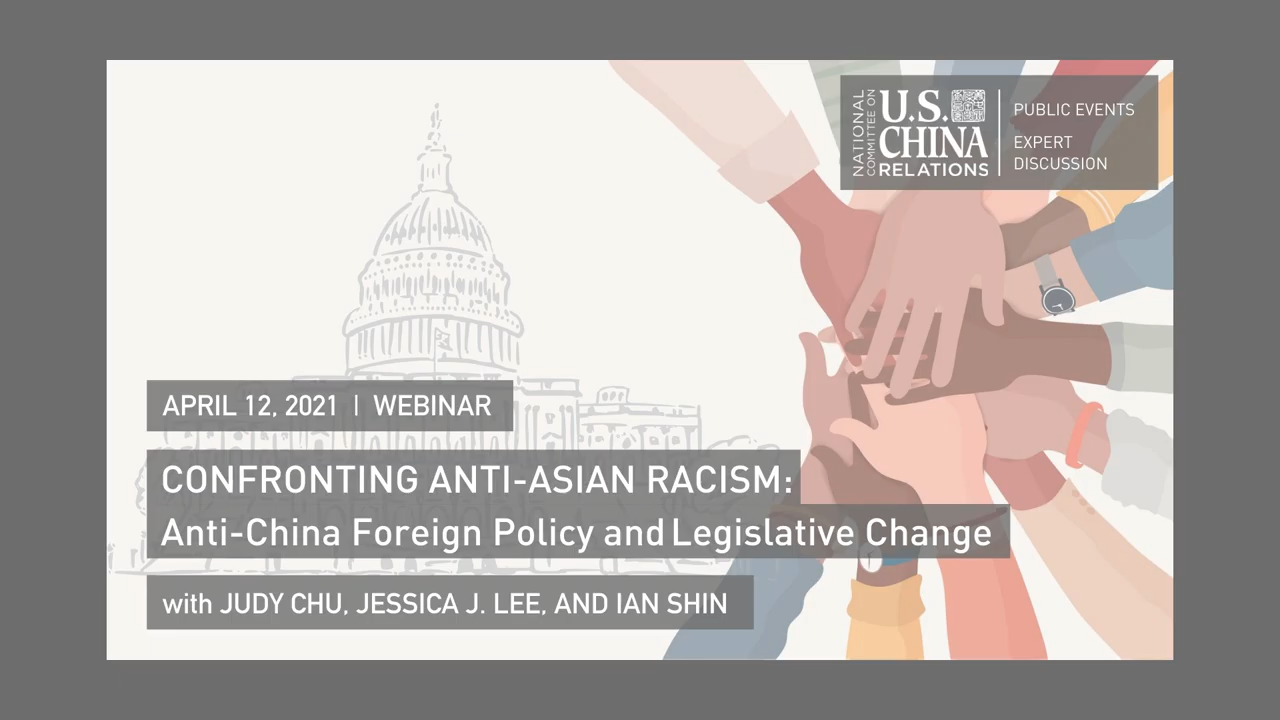 NATIONAL
COMMITTEE ON
U.S.
CHINA
RELATIONS
PUBLIC EVENTS
EXPERT
DISCUSSION
APRIL 12, 2021 | WEBINAR
CONFRONTING ANTI-ASIAN RACISM:
Anti-China Foreign Policy and Legislative Change
with JUDY CHU, JESSICA J. LEE, AND IAN SHIN